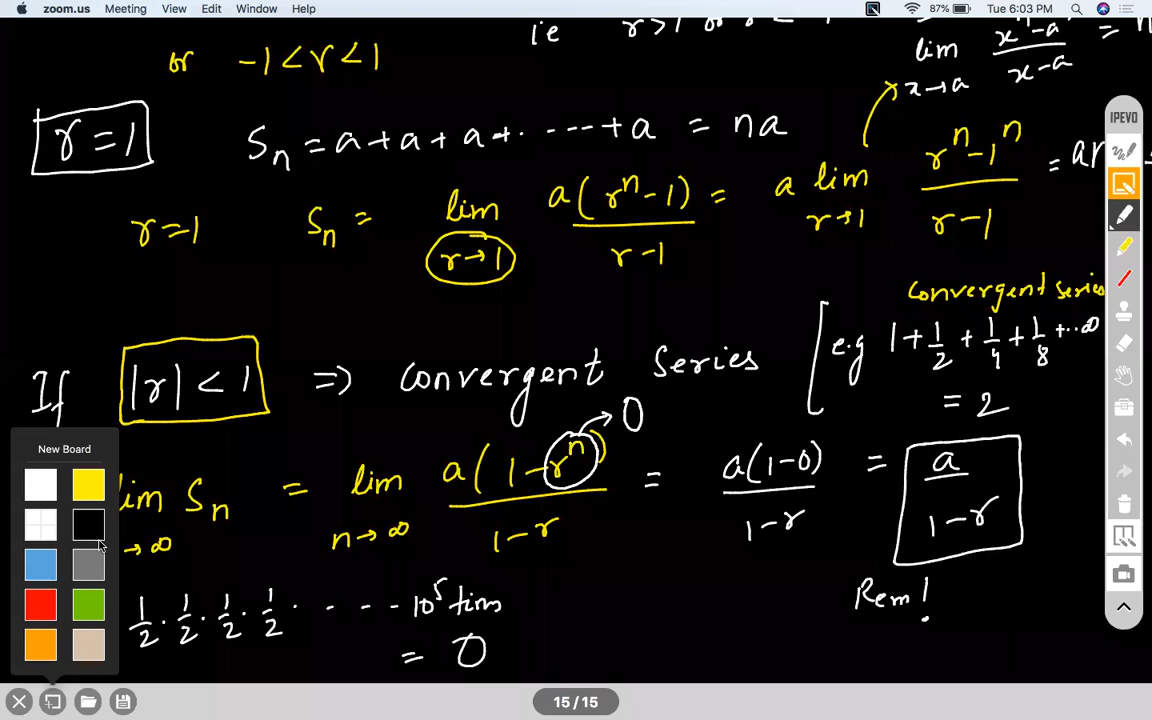 zoom.us Meeting View Edit Window Help 87% Tue 6:03 PM
ie
or -1 < r < 1
lim x^n - a^n / x - a =
x → a
IPEVO
r = 1
Sn = a + a + a + ..... + a = na
r = 1 Sn = lim r → 1 a(r^n - 1) / r - 1 = a lim r → 1 r^n - 1^n / r - 1 = ar
Convergent series
If |r| < 1 ⇒ Convergent Series [e.g 1 + 1/2 + 1/4 + 1/8 + ..∞
= 2
New Board
0
lim Sn = lim n → ∞ a(1 - r^n) / 1 - r = a(1 - 0) / 1 - r = a / 1 - r
→ ∞
Rem!
1/2 . 1/2 . 1/2 . 1/2 . - - - - 10^5 tims
= 0
15 / 15